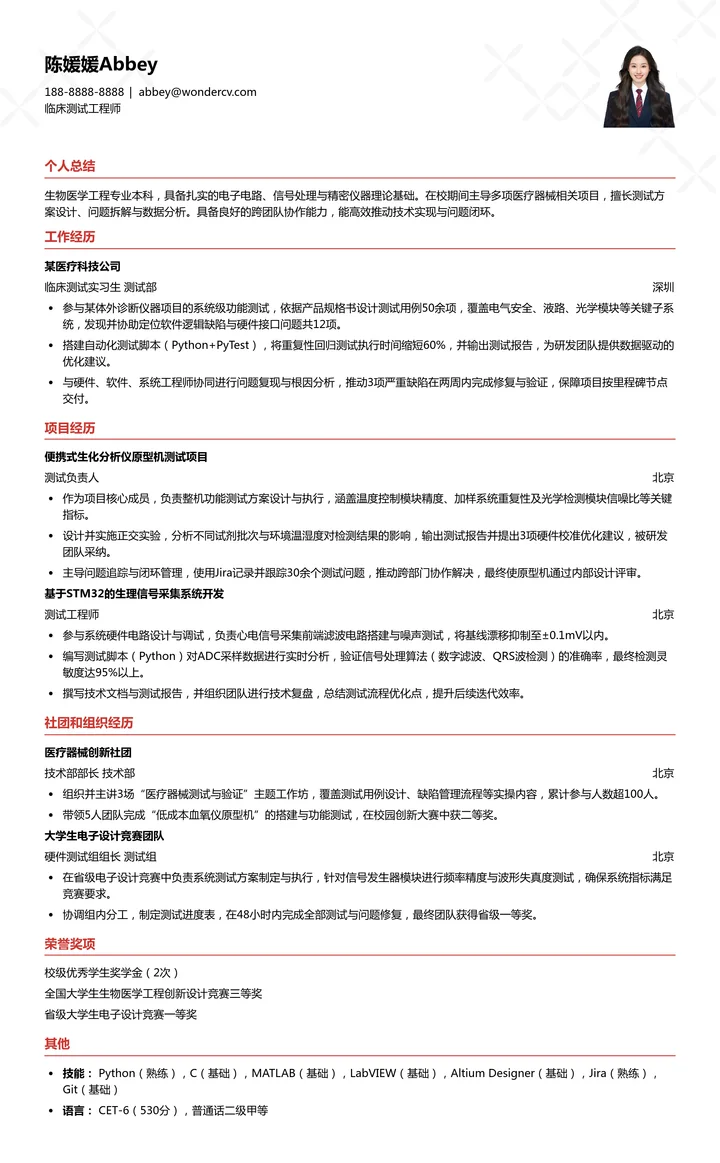 陈媛媛Abbey
188-8888-8888 | abbey@wondercv.com
临床测试工程师
个人总结
生物医学工程专业本科，具备扎实的电子电路、信号处理与精密仪器理论基础。在校期间主导多项医疗器械相关项目，擅长测试方
案设计、问题拆解与数据分析。具备良好的跨团队协作能力，能高效推动技术实现与问题闭环。
工作经历
某医疗科技公司
临床测试实习生 测试部 深圳
• 参与某体外诊断仪器项目的系统级功能测试，依据产品规格书设计测试用例50余项，覆盖电气安全、液路、光学模块等关键子系
统，发现并协助定位软件逻辑缺陷与硬件接口问题共12项。
• 搭建自动化测试脚本（Python+PyTest），将重复性回归测试执行时间缩短60%，并输出测试报告，为研发团队提供数据驱动的
优化建议。
• 与硬件、软件、系统工程师协同进行问题复现与根因分析，推动3项严重缺陷在两周内完成修复与验证，保障项目按里程碑节点
交付。
项目经历
便携式生化分析仪原型机测试项目
测试负责人 北京
• 作为项目核心成员，负责整机功能测试方案设计与执行，涵盖温度控制模块精度、加样系统重复性及光学检测模块信噪比等关键
指标。
• 设计并实施正交实验，分析不同试剂批次与环境温湿度对检测结果的影响，输出测试报告并提出3项硬件校准优化建议，被研发
团队采纳。
• 主导问题追踪与闭环管理，使用Jira记录并跟踪30余个测试问题，推动跨部门协作解决，最终使原型机通过内部设计评审。
基于STM32的生理信号采集系统开发
测试工程师 北京
• 参与系统硬件电路设计与调试，负责心电信号采集前端滤波电路搭建与噪声测试，将基线漂移抑制至±0.1mV以内。
• 编写测试脚本（Python）对ADC采样数据进行实时分析，验证信号处理算法（数字滤波、QRS波检测）的准确率，最终检测灵
敏度达95%以上。
• 撰写技术文档与测试报告，并组织团队进行技术复盘，总结测试流程优化点，提升后续迭代效率。
社团和组织经历
医疗器械创新社团
技术部部长 技术部 北京
• 组织并主讲3场“医疗器械测试与验证”主题工作坊，覆盖测试用例设计、缺陷管理流程等实操内容，累计参与人数超100人。
• 带领5人团队完成“低成本血氧仪原型机”的搭建与功能测试，在校园创新大赛中获二等奖。
大学生电子设计竞赛团队
硬件测试组组长 测试组 北京
• 在省级电子设计竞赛中负责系统测试方案制定与执行，针对信号发生器模块进行频率精度与波形失真度测试，确保系统指标满足
竞赛要求。
• 协调组内分工，制定测试进度表，在48小时内完成全部测试与问题修复，最终团队获得省级一等奖。
荣誉奖项
校级优秀学生奖学金（2次）
全国大学生生物医学工程创新设计竞赛三等奖
省级大学生电子设计竞赛一等奖
其他
• 技能： Python（熟练），C（基础），MATLAB（基础），LabVIEW（基础），Altium Designer（基础），Jira（熟练），
Git（基础）
• 语言： CET-6（530分），普通话二级甲等